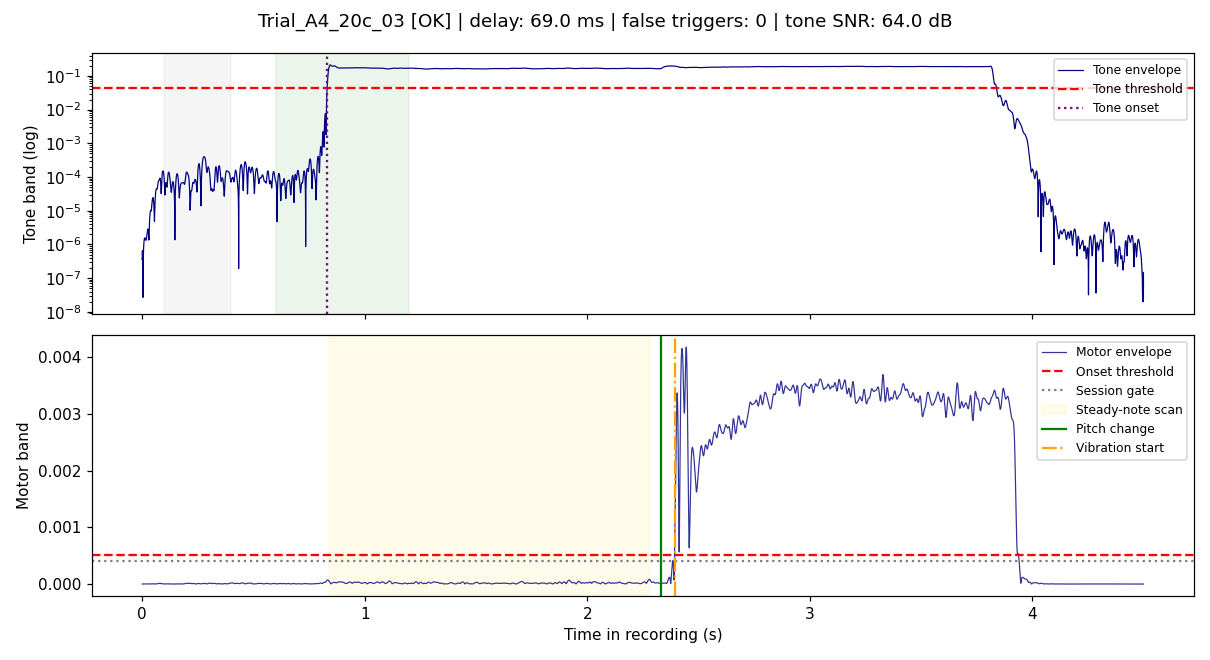 Trial_A4_20c_03 [OK] | delay: 69.0 ms | false triggers: 0 | tone SNR: 64.0 dB
Tone band (log)
10⁻¹
10⁻²
10⁻³
10⁻⁴
10⁻⁵
10⁻⁶
10⁻⁷
10⁻⁸
Tone envelope
Tone threshold
Tone onset
Motor band
0.004
0.003
0.002
0.001
0.000
Motor envelope
Onset threshold
Session gate
Steady-note scan
Pitch change
Vibration start
0 1 2 3 4
Time in recording (s)